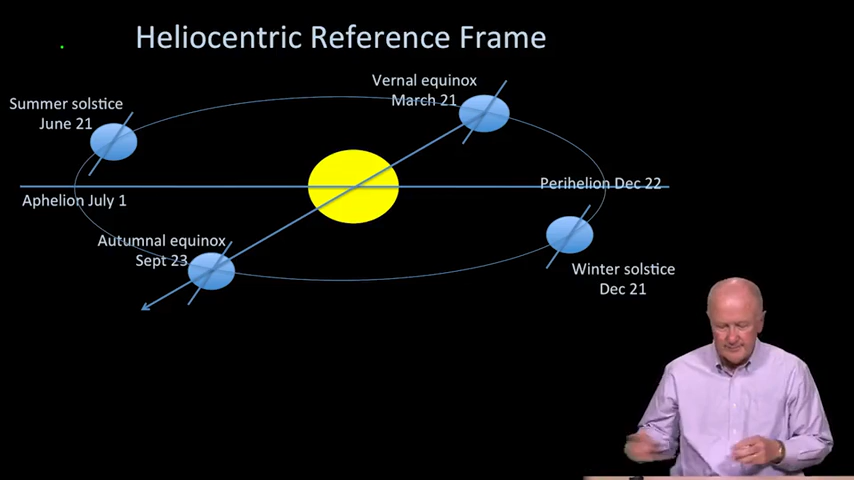 Heliocentric Reference Frame
Vernal equinox
March 21
Summer solstice
June 21
Perihelion Dec 22
Aphelion July 1
Autumnal equinox
Sept 23
Winter solstice
Dec 21